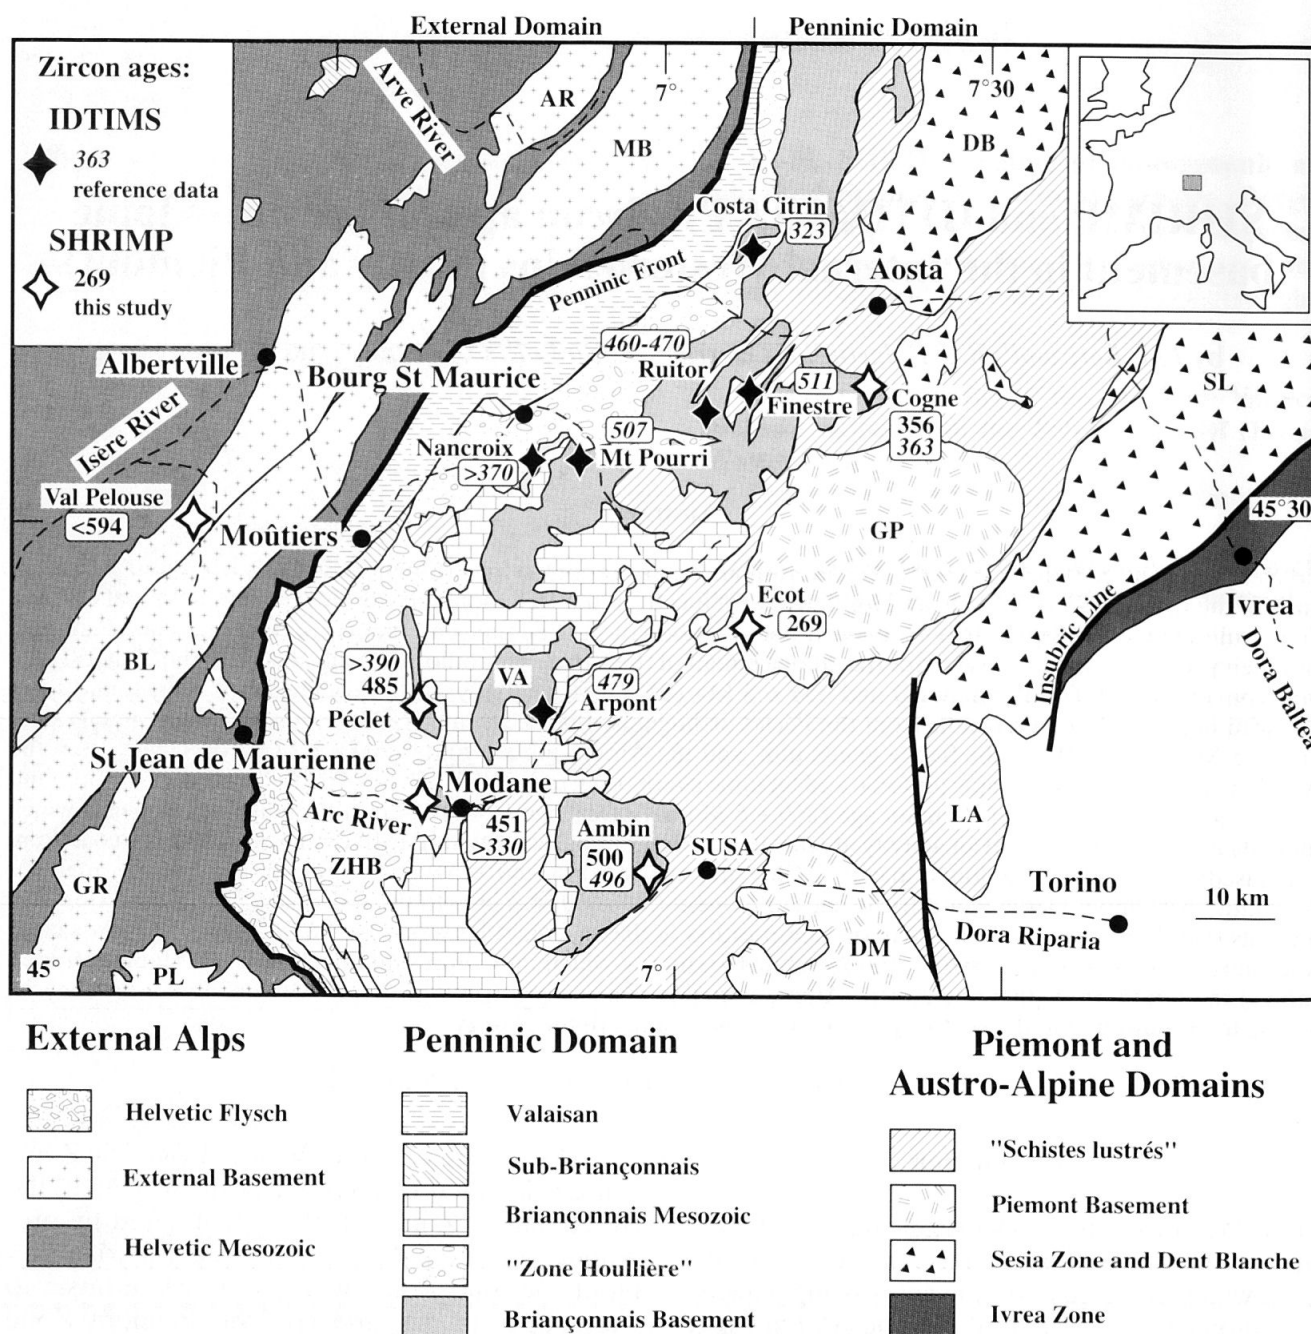 External Domain
Penninic Domain
Zircon ages:
IDTIMS
363
reference data
SHRIMP
269
this study
Arve River
AR
MB
7°
7°30
DB
Costa Citrin
323
Penninic Front
Aosta
Albertville
Bourg St Maurice
460-470
Ruitor
511
Finestre
Cogne
356
363
SL
Isère River
Nancroix
>370
507
Mt Pourri
Val Pelouse
<594
Moûtiers
GP
45°30
Ivrea
Ecot
269
Insubric Line
Dora Baltea
BL
>390
485
Péclet
VA
479
Arpont
St Jean de Maurienne
Modane
Arc River
451
>330
Ambin
500
496
SUSA
LA
ZHB
GR
Torino
10 km
Dora Riparia
DM
45°
PL
7°
External Alps
Helvetic Flysch
External Basement
Helvetic Mesozoic
Penninic Domain
Valaisan
Sub-Briançonnais
Briançonnais Mesozoic
"Zone Houllière"
Briançonnais Basement
Piemont and
Austro-Alpine Domains
"Schistes lustrés"
Piemont Basement
Sesia Zone and Dent Blanche
Ivrea Zone